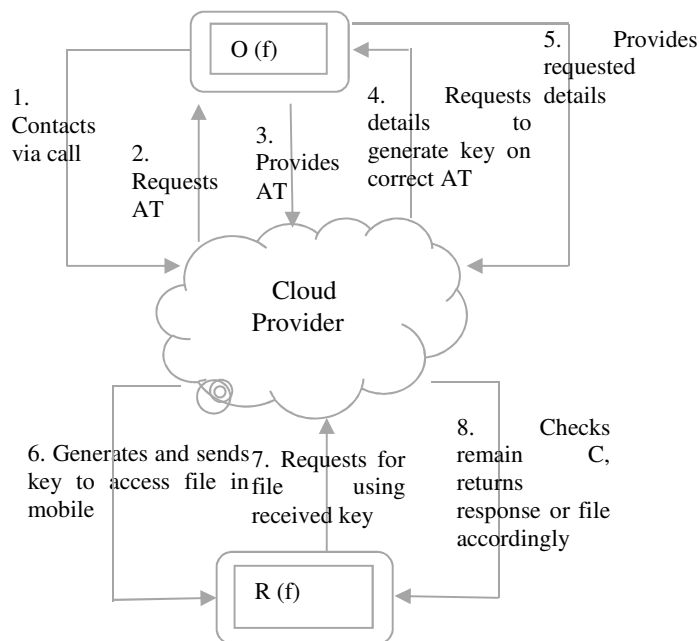 O (f)
1.
Contacts
via call
2.
Requests
AT
3.
Provides
AT
4. Requests
details to
generate key on
correct AT
5. Provides
requested
details
Cloud
Provider
6. Generates and sends
key to access file in
mobile
7. Requests for
file using
received key
8. Checks
remain C,
returns
response or file
accordingly
R (f)